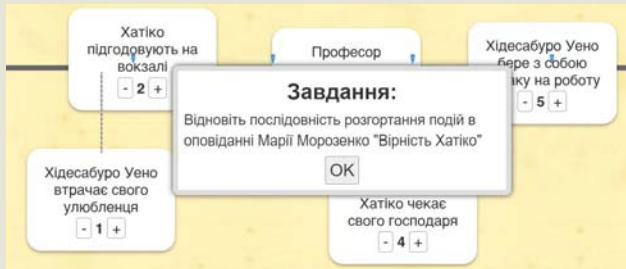 Хатіко
підгодовують на
вокзалі
- 2 +
Професор
Хідесабуро Уено
бере з собою
на роботу
- 5 +
Завдання:
Відновіть послідовність розгортання подій в
оповіданні Марії Морозенко "Вірність Хатіко"
OK
Хідесабуро Уено
втрачає свого
улюбленця
- 1 +
Хатіко чекає
свого господаря
- 4 +